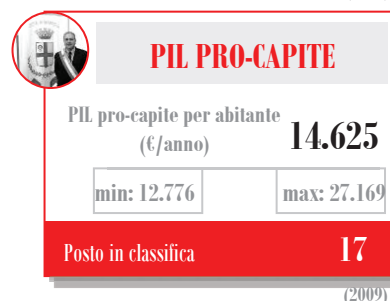 PIL PRO-CAPITE
PIL pro-capite per abitante
(€/anno)
14.625
min: 12.776
max: 27.169
Posto in classifica
17
(2009)